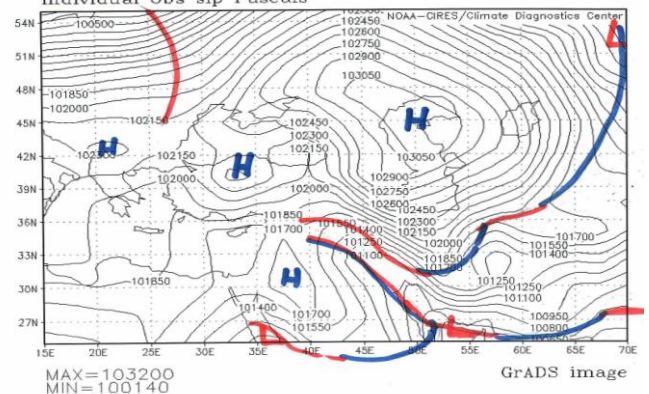 Individual Obs slp Pascals
NOAA-CIRES/Climate Diagnostics Center
54N
51N
48N
45N
42N
39N
36N
33N
30N
27N
100500
102450
102600
102750
102900
103050
101850
102000
102150
102450
102300
102150
102150
102000
102000
H
H
H
H
103050
102900
102750
102600
102450
102300
102150
102000
101850
101700
101550
101400
101250
101100
101700
101550
101400
101250
101100
101850
101400
101700
101550
100950
100800
15E
20E
25E
30E
35E
40E
45E
50E
55E
60E
65E
70E
MAX=103200
MIN=100140
GrADS image